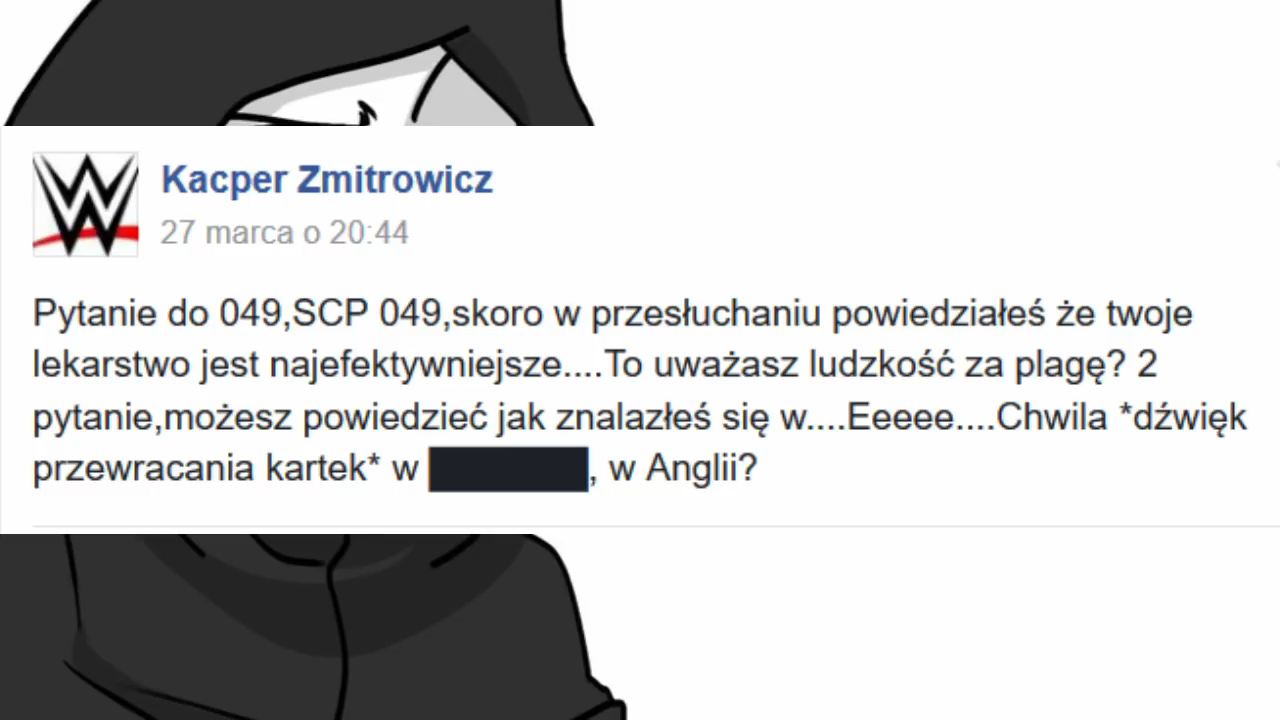 Kacper Zmitrowicz
27 marca o 20:44
Pytanie do 049,SCP 049,skoro w przesłuchaniu powiedziałeś że twoje
lekarstwo jest najefektywniejsze....To uważasz ludzkość za plagę? 2
pytanie,możesz powiedzieć jak znalazłeś się w....Eeeee....Chwila *dźwięk
przewracania kartek* w , w Anglii?